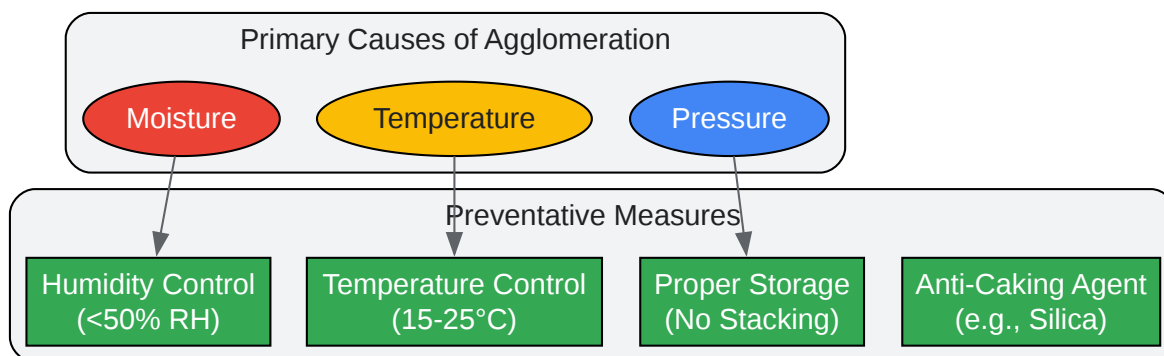 Primary Causes of Agglomeration
Moisture
Temperature
Pressure
Preventative Measures
Humidity Control
(<50% RH)
Temperature Control
(15-25°C)
Proper Storage
(No Stacking)
Anti-Caking Agent
(e.g., Silica)